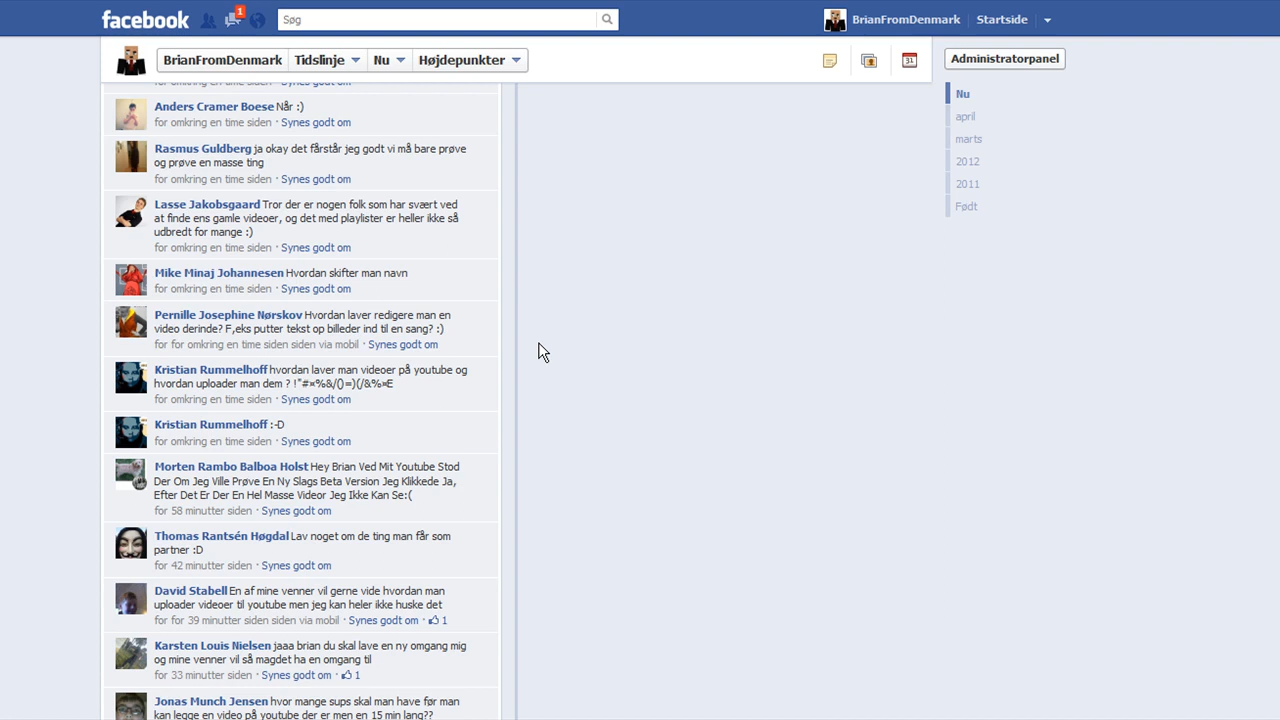 facebook 1 Søg BrianFromDenmark Startside
BrianFromDenmark Tidslinje Nu Højdepunkter 31 Administratorpanel
Anders Cramer Boese Når :)
for omkring en time siden · Synes godt om
Rasmus Guldberg ja okay det fårstår jeg godt vi må bare prøve
og prøve en masse ting
for omkring en time siden · Synes godt om
Lasse Jakobsgaard Tror der er nogen folk som har svært ved
at finde ens gamle videoer, og det med playlister er heller ikke så
udbredt for mange :)
for omkring en time siden · Synes godt om
Mike Minaj Johannesen Hvordan skifter man navn
for omkring en time siden · Synes godt om
Pernille Josephine Nørskov Hvordan laver redigere man en
video derinde? F,eks putter tekst op billeder ind til en sang? :)
for for omkring en time siden siden via mobil · Synes godt om
Kristian Rummelhoff hvordan laver man videoer på youtube og
hvordan uploader man dem ? !"#¤%&/()=)(/&%¤E
for omkring en time siden · Synes godt om
Kristian Rummelhoff :-D
for omkring en time siden · Synes godt om
Morten Rambo Balboa Holst Hey Brian Ved Mit Youtube Stod
Der Om Jeg Ville Prøve En Ny Slags Beta Version Jeg Klikkede Ja,
Efter Det Er Der En Hel Masse Videor Jeg Ikke Kan Se:(
for 58 minutter siden · Synes godt om
Thomas Rantsén Høgdal Lav noget om de ting man får som
partner :D
for 42 minutter siden · Synes godt om
David Stabell En af mine venner vil gerne vide hvordan man
uploader videoer til youtube men jeg kan heler ikke huske det
for for 39 minutter siden siden via mobil · Synes godt om · 1
Karsten Louis Nielsen jaaa brian du skal lave en ny omgang mig
og mine venner vil så magdet ha en omgang til
for 33 minutter siden · Synes godt om · 1
Jonas Munch Jensen hvor mange sups skal man have før man
kan legge en video på youtube der er men en 15 min lang??
Nu
april
marts
2012
2011
Født